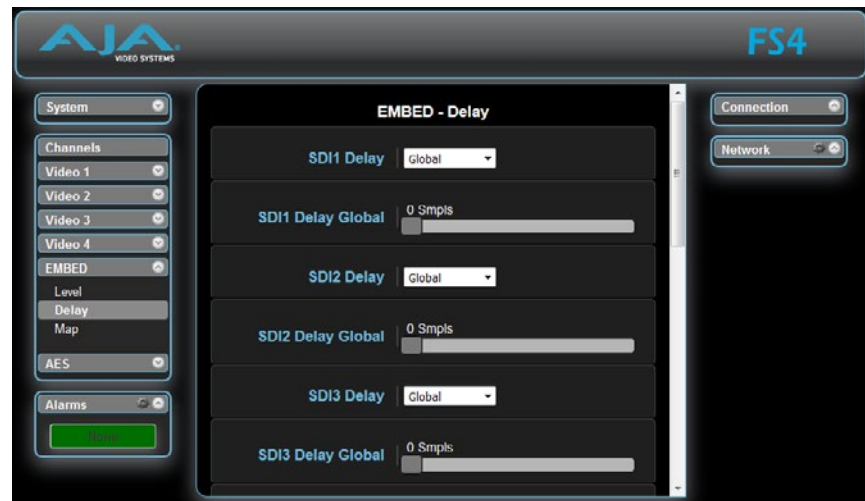 AJA
VIDEO SYSTEMS
FS4
System
Channels
Video 1
Video 2
Video 3
Video 4
EMBED
Level
Delay
Map
AES
Alarms
None
EMBED - Delay
SDI1 Delay Global
SDI1 Delay Global 0 Smpls
SDI2 Delay Global
SDI2 Delay Global 0 Smpls
SDI3 Delay Global
SDI3 Delay Global 0 Smpls
Connection
Network